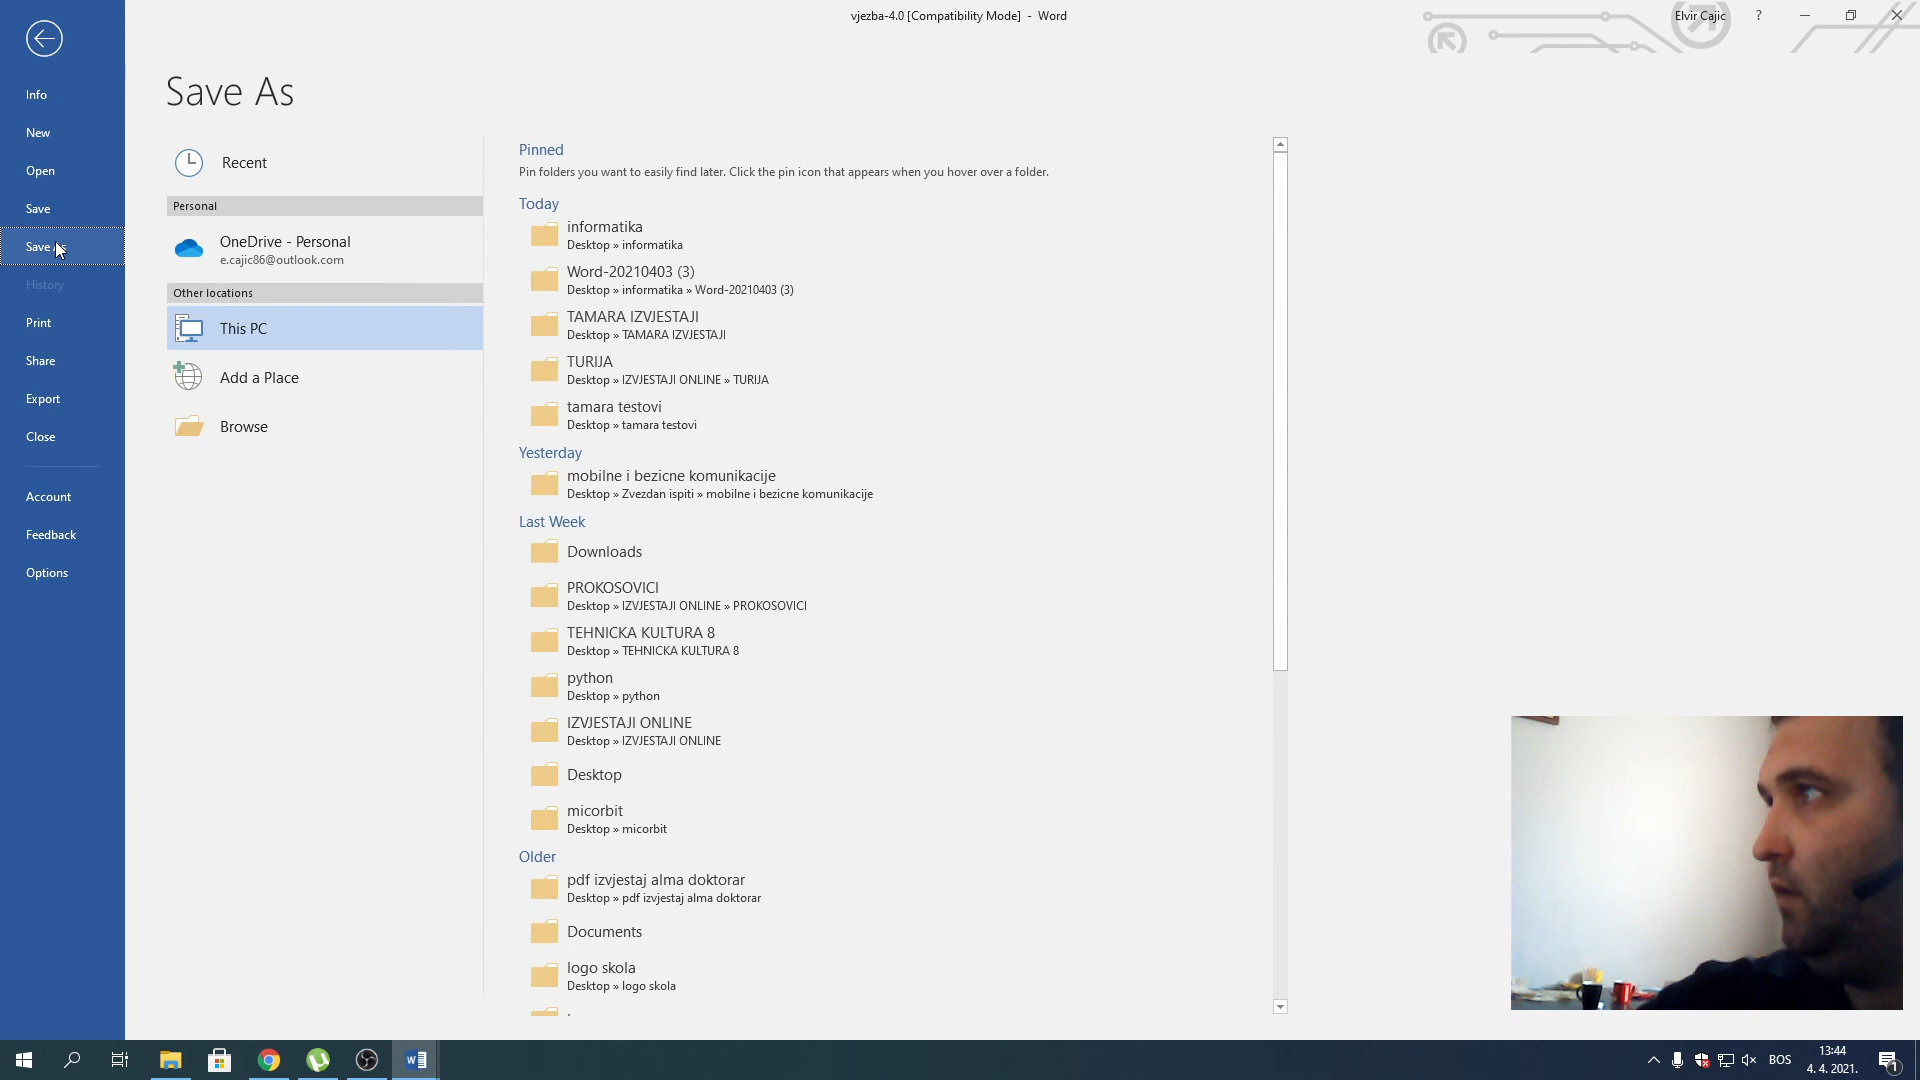 vjezba-4.0 [Compatibility Mode] - Word
Elvir Cajic
?
Info
New
Open
Save
Save As
History
Print
Share
Export
Close
Account
Feedback
Options
Save As
Recent
Personal
OneDrive - Personal
e.cajic86@outlook.com
Other locations
This PC
Add a Place
Browse
Pinned
Pin folders you want to easily find later. Click the pin icon that appears when you hover over a folder.
Today
informatika
Desktop » informatika
Word-20210403 (3)
Desktop » informatika » Word-20210403 (3)
TAMARA IZVJESTAJI
Desktop » TAMARA IZVJESTAJI
TURIJA
Desktop » IZVJESTAJI ONLINE » TURIJA
tamara testovi
Desktop » tamara testovi
Yesterday
mobilne i bezicne komunikacije
Desktop » Zvezdan ispiti » mobilne i bezicne komunikacije
Last Week
Downloads
PROKOSOVICI
Desktop » IZVJESTAJI ONLINE » PROKOSOVICI
TEHNICKA KULTURA 8
Desktop » TEHNICKA KULTURA 8
python
Desktop » python
IZVJESTAJI ONLINE
Desktop » IZVJESTAJI ONLINE
Desktop
micorbit
Desktop » micorbit
Older
pdf izvjestaj alma doktorar
Desktop » pdf izvjestaj alma doktorar
Documents
logo skola
Desktop » logo skola
BOS
13:44
4. 4. 2021.
1